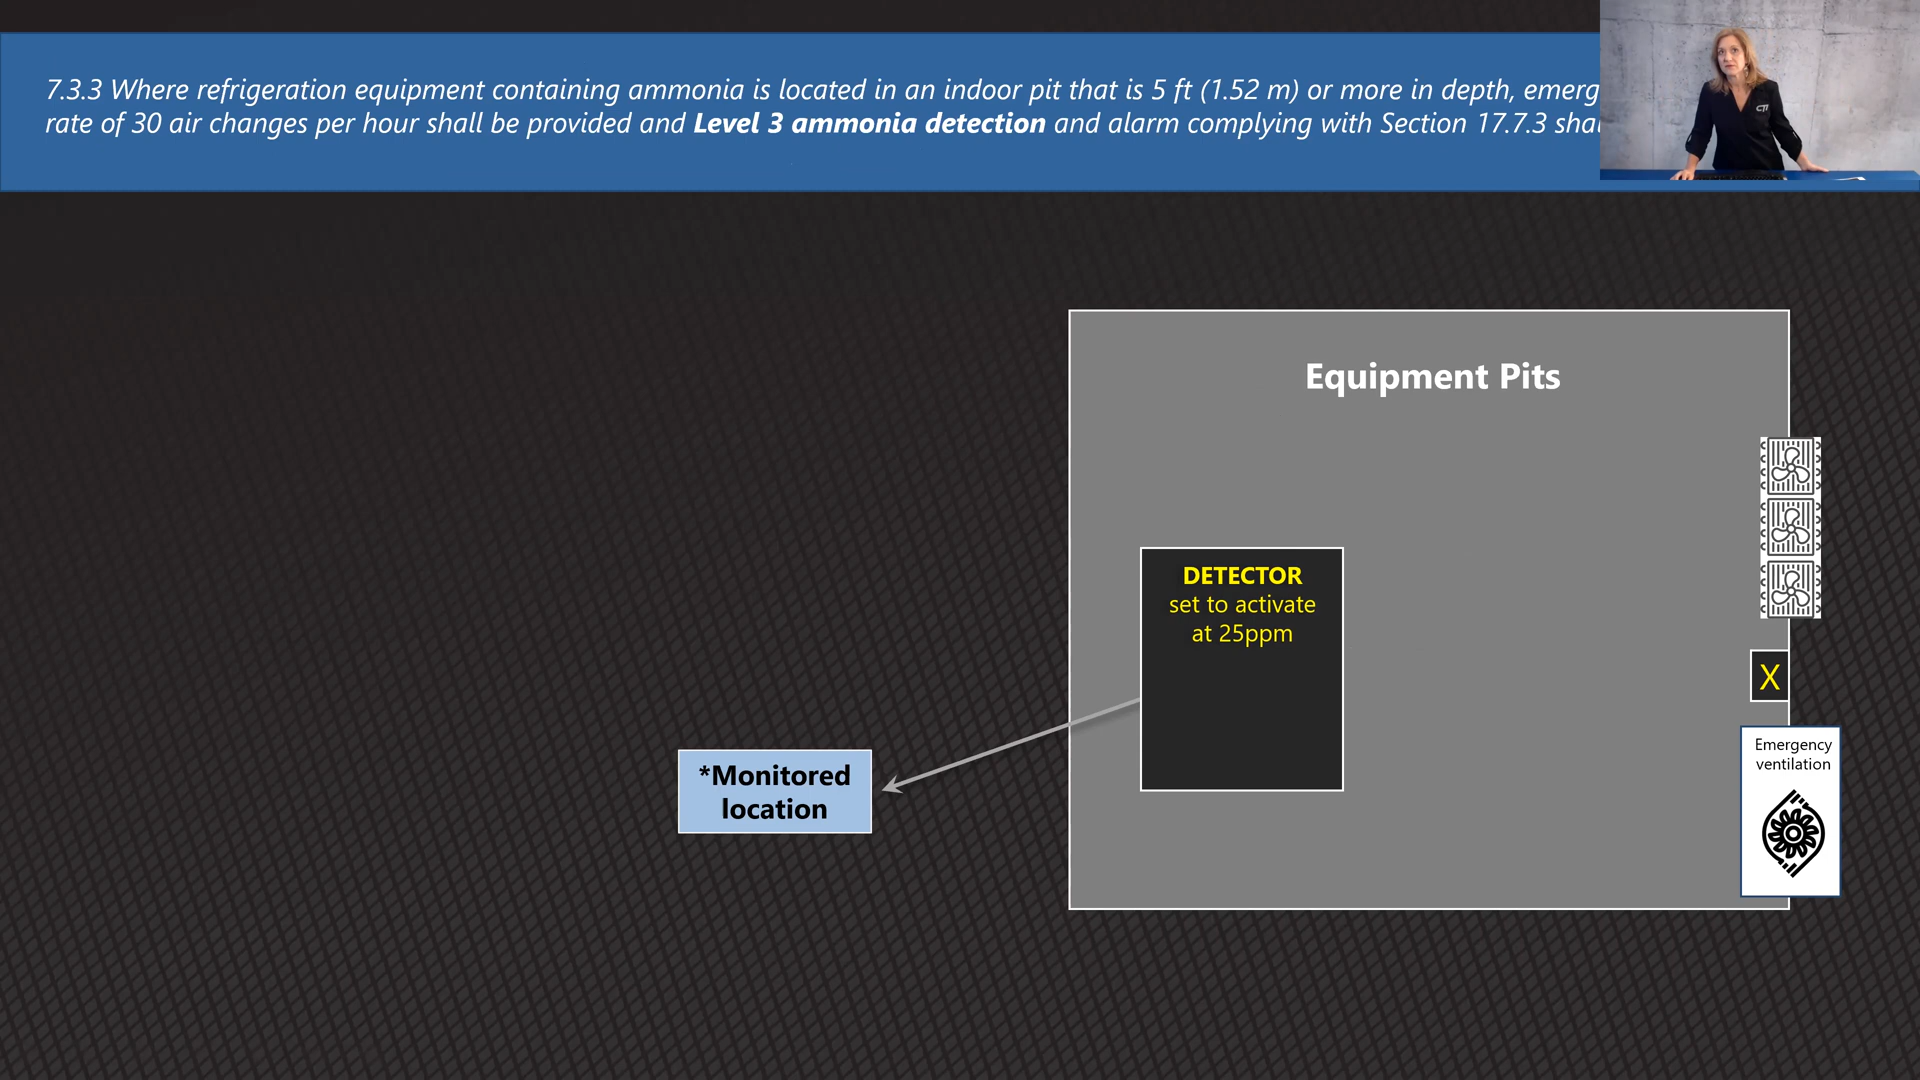 7.3.3 Where refrigeration equipment containing ammonia is located in an indoor pit that is 5 ft (1.52 m) or more in depth,
rate of 30 air changes per hour shall be provided and Level 3 ammonia detection and alarm complying with Section 17.7.3
CTI
Equipment Pits
DETECTOR
set to activate
at 25ppm
X
*Monitored
location
Emergency
ventilation